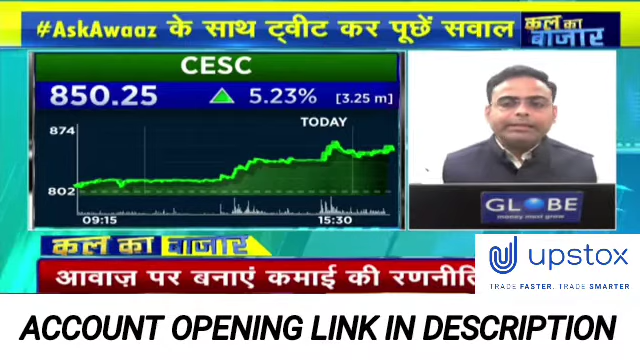 #AskAwaaz के साथ ट्वीट कर पूछें सवाल
कल का
बाजार
CESC
850.25 5.23% [3.25 m]
TODAY
874
802
09:15 15:30
GLOBE
money must grow
कल का बाजार
आवाज़ पर बनाएं कमाई की रणनीति
upstox
TRADE FASTER. TRADE SMARTER
ACCOUNT OPENING LINK IN DESCRIPTION